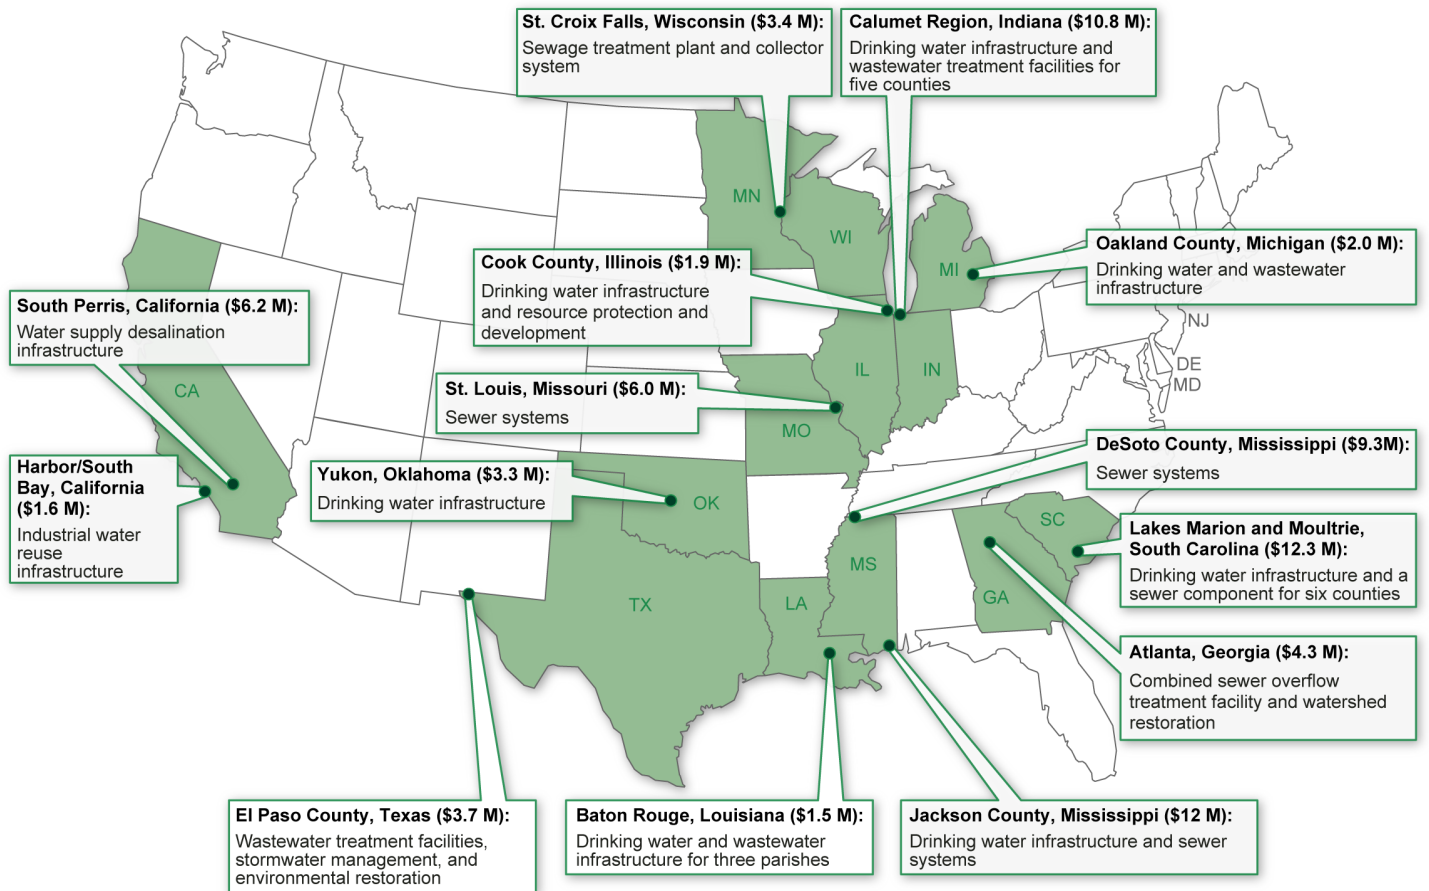 St. Croix Falls, Wisconsin ($3.4 M):
Sewage treatment plant and collector
system
Calumet Region, Indiana ($10.8 M):
Drinking water infrastructure and
wastewater treatment facilities for
five counties
MN
WI
MI
Oakland County, Michigan ($2.0 M):
Drinking water and wastewater
infrastructure
Cook County, Illinois ($1.9 M):
Drinking water infrastructure
and resource protection and
development
South Perris, California ($6.2 M):
Water supply desalination
infrastructure
NJ
DE
MD
CA
IL
IN
St. Louis, Missouri ($6.0 M):
Sewer systems
MO
DeSoto County, Mississippi ($9.3M):
Sewer systems
Harbor/South
Bay, California
($1.6 M):
Industrial water
reuse
infrastructure
Yukon, Oklahoma ($3.3 M):
Drinking water infrastructure
OK
SC
Lakes Marion and Moultrie,
South Carolina ($12.3 M):
Drinking water infrastructure and a
sewer component for six counties
TX
LA
MS
GA
Atlanta, Georgia ($4.3 M):
Combined sewer overflow
treatment facility and watershed
restoration
El Paso County, Texas ($3.7 M):
Wastewater treatment facilities,
stormwater management, and
environmental restoration
Baton Rouge, Louisiana ($1.5 M):
Drinking water and wastewater
infrastructure for three parishes
Jackson County, Mississippi ($12 M):
Drinking water infrastructure and sewer
systems